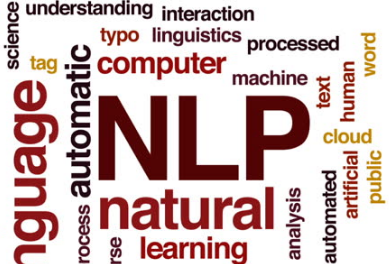 science
understanding
interaction
typo
linguistics
processed
tag
computer
machine
word
human
text
automatic
nguage
NLP
cloud
public
artificial
natural
analysis
automated
rocess
rse
learning